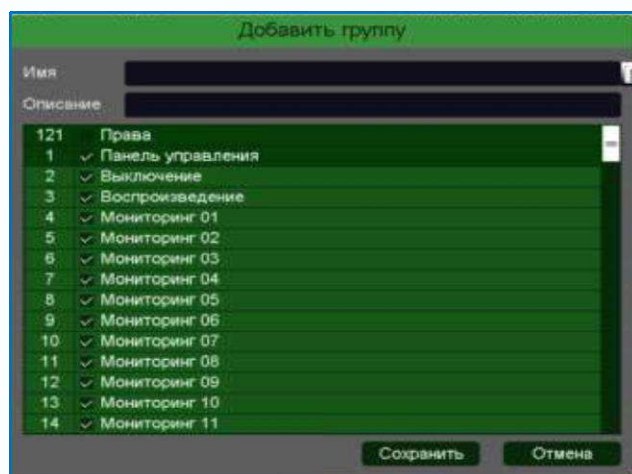 Добавить группу
Имя
Описание
121 Права
1 Панель управления
2 Выключение
3 Воспроизведение
4 Мониторинг 01
5 Мониторинг 02
6 Мониторинг 03
7 Мониторинг 04
8 Мониторинг 05
9 Мониторинг 06
10 Мониторинг 07
11 Мониторинг 08
12 Мониторинг 09
13 Мониторинг 10
14 Мониторинг 11
Сохранить Отмена